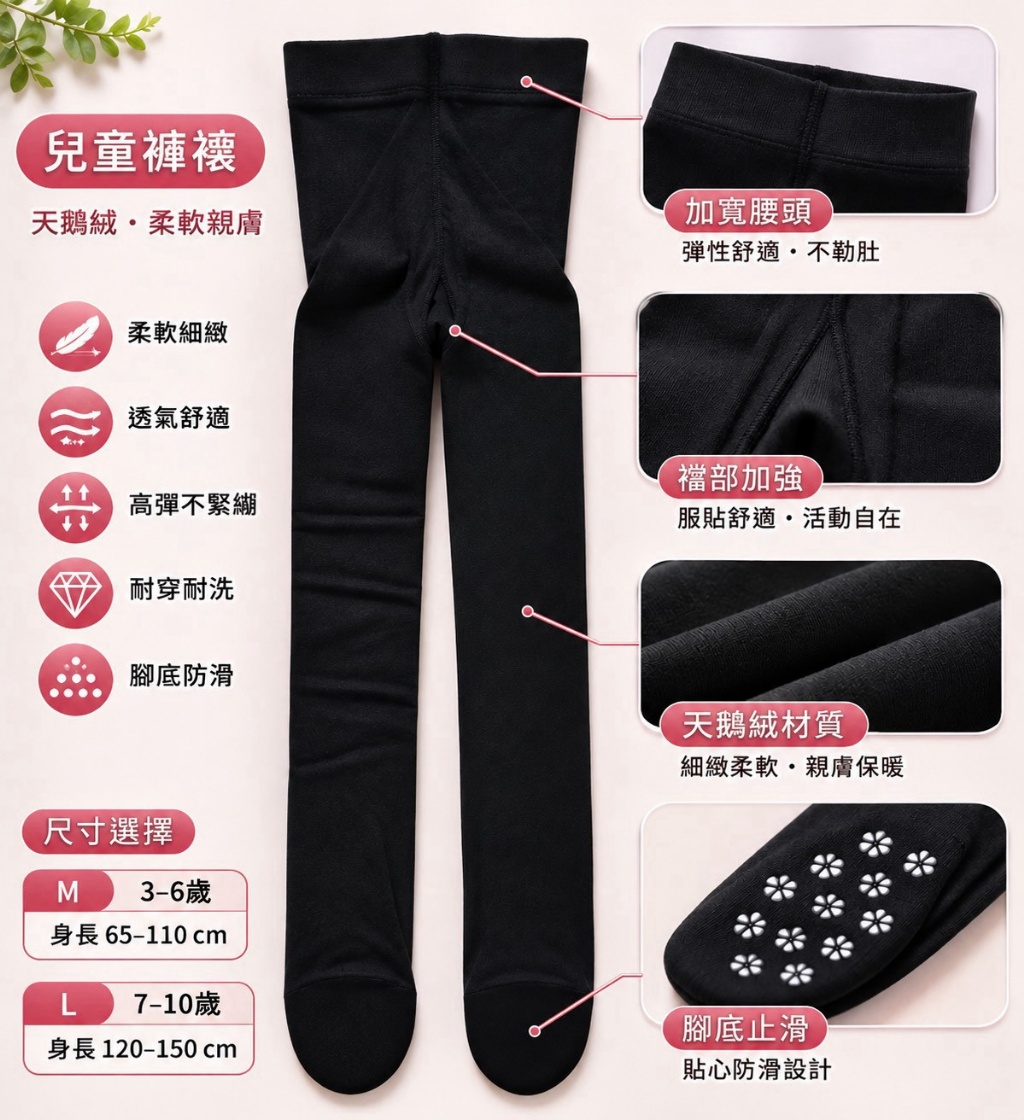 兒童褲襪
天鵝絨・柔軟親膚
柔軟細緻
透氣舒適
高彈不緊繃
耐穿耐洗
腳底防滑
尺寸選擇
M 3–6歲
身長 65–110 cm
L 7–10歲
身長 120–150 cm
加寬腰頭
彈性舒適・不勒肚
襠部加強
服貼舒適・活動自在
天鵝絨材質
細緻柔軟・親膚保暖
腳底止滑
貼心防滑設計